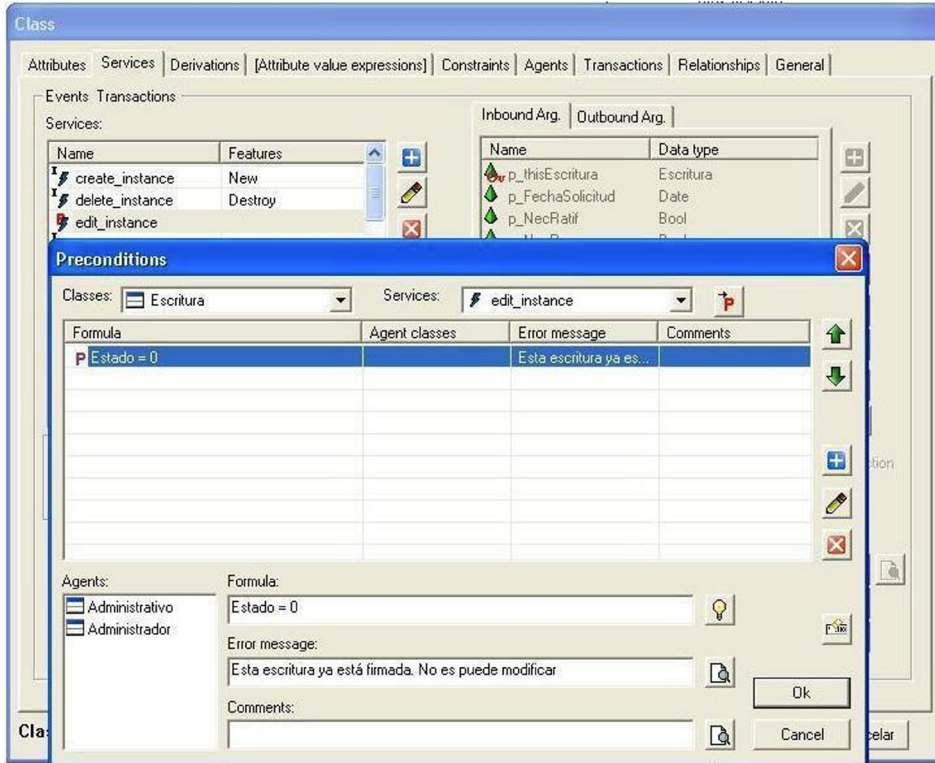 Class
Attributes Services Derivations [Attribute value expressions] Constraints Agents Transactions Relationships General
Events Transactions
Services:
Inbound Arg. Outbound Arg.
Name Features
Name Data type
create_instance New
p_thisEscritura Escritura
delete_instance Destroy
p_FechaSolicitud Date
edit_instance
p_NecRatif Bool
Preconditions
Classes: Escritura Services: edit_instance
Formula Agent classes Error message Comments
P Estado = 0 Esta escritura ya es...
Agents:
Formula:
Administrativo
Estado = 0
Administrador
Error message:
Esta escritura ya está firmada. No es puede modificar
Ok
Comments:
Cancel